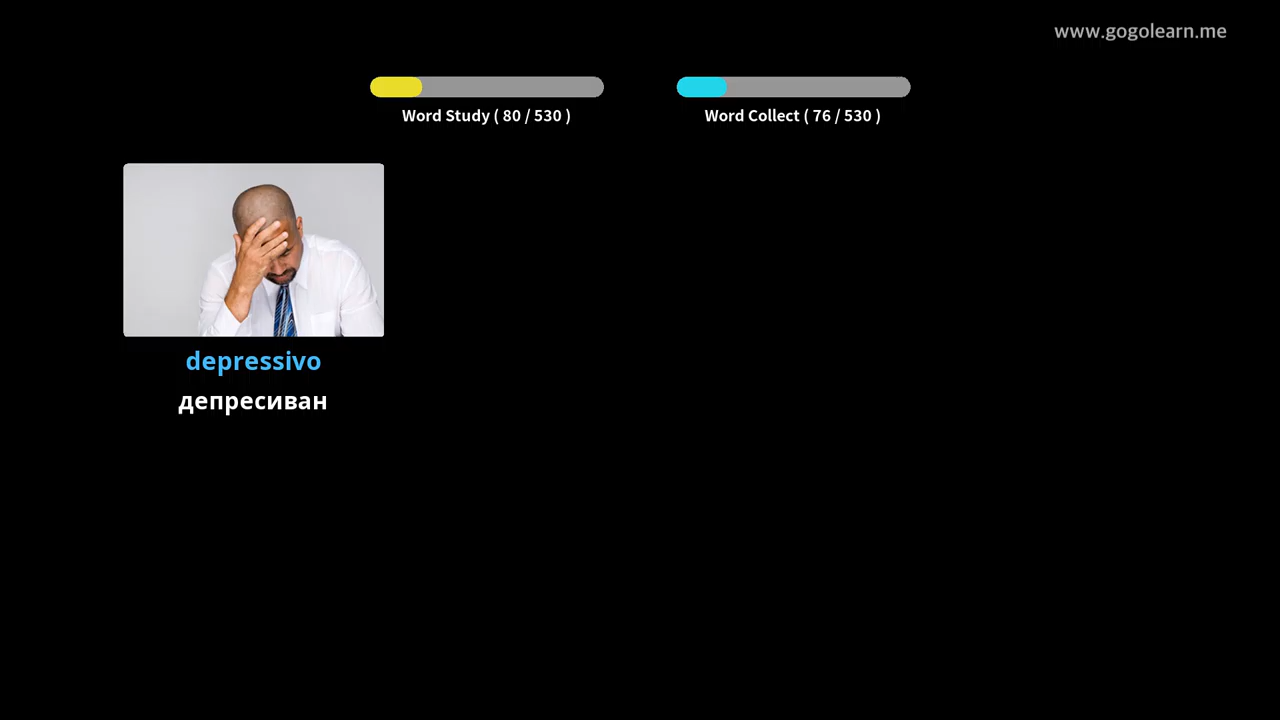 www.gogolearn.me
Word Study ( 80 / 530 )
Word Collect ( 76 / 530 )
depressivo
депресиван